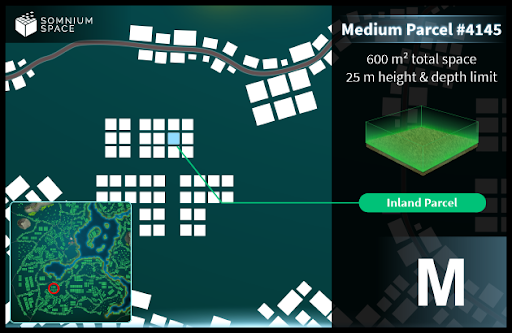 SOMNIUM
SPACE
Medium Parcel #4145
600 m² total space
25 m height & depth limit
Inland Parcel
M